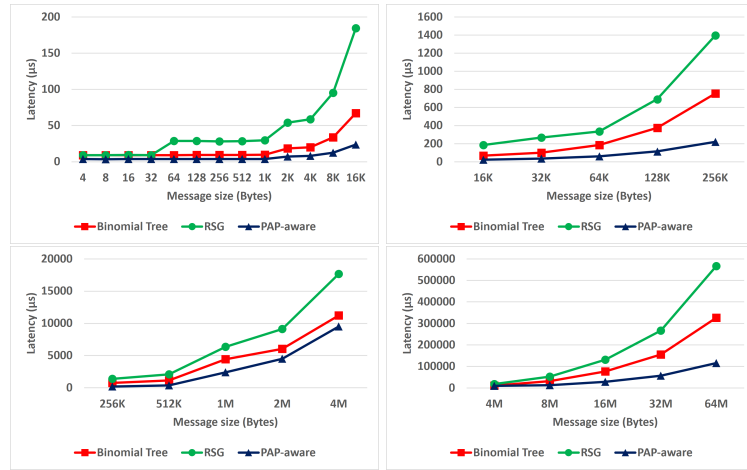 200
150
100
50
0
Latency (µs)
4 8 16 32 64 128 256 512 1K 2K 4K 8K 16K
Message size (Bytes)
Binomial Tree RSG PAP-aware
1600
1400
1200
1000
800
600
400
200
0
Latency (µs)
16K 32K 64K 128K 256K
Message size (Bytes)
Binomial Tree RSG PAP-aware
20000
15000
10000
5000
0
Latency (µs)
256K 512K 1M 2M 4M
Message size (Bytes)
Binomial Tree RSG PAP-aware
600000
500000
400000
300000
200000
100000
0
Latency (µs)
4M 8M 16M 32M 64M
Message size (Bytes)
Binomial Tree RSG PAP-aware